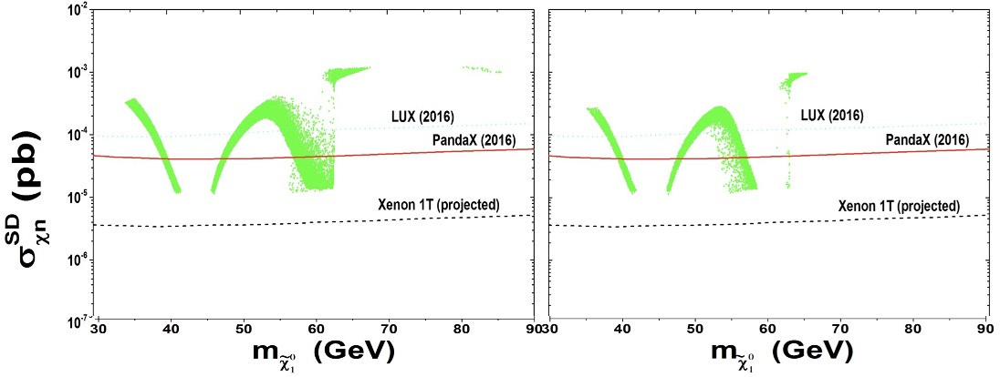 10^-2
10^-3
10^-4
10^-5
10^-6
10^-7
σ^SD_χn (pb)
LUX (2016)
PandaX (2016)
Xenon 1T (projected)
30 40 50 60 70 80 90
m_χ̃⁰₁ (GeV)
LUX (2016)
PandaX (2016)
Xenon 1T (projected)
30 40 50 60 70 80 90
m_χ̃⁰₁ (GeV)